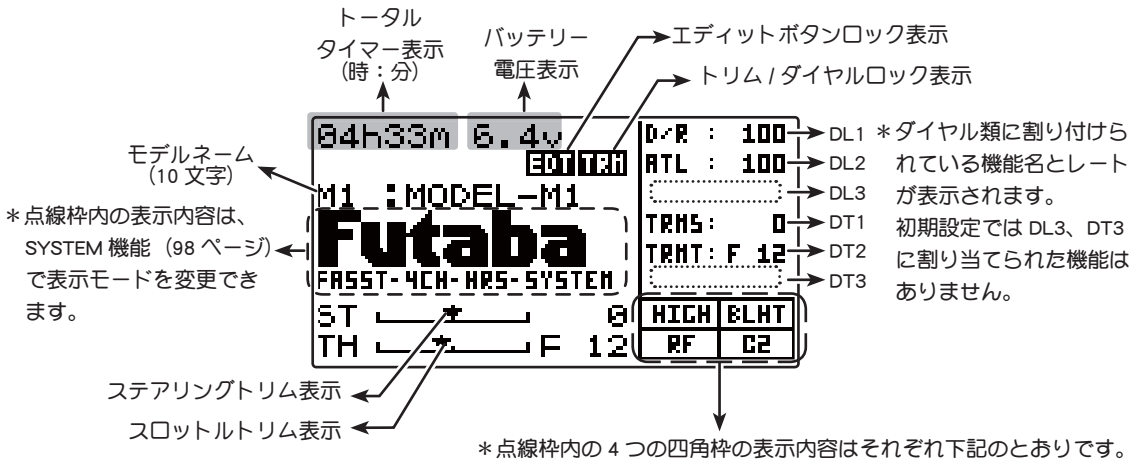 トータル
タイマー表示
（時：分）
バッテリー
電圧表示
エディットボタンロック表示
トリム / ダイヤルロック表示
04h33m 6.4v
EDT TRM
モデルネーム
（10 文字）
M1 :MODEL-M1
Futaba
FASST-4CH-HRS-SYSTEM
＊点線枠内の表示内容は、
SYSTEM 機能（98 ページ）
で表示モードを変更でき
ます。
ST 0
TH F 12
D/R : 100
ATL : 100
TRMS: 0
TRMT: F 12
HIGH BLHT
RF C2
DL1
DL2
DL3
DT1
DT2
DT3
＊ダイヤル類に割り付けら
れている機能名とレート
が表示されます。
初期設定では DL3、DT3
に割り当てられた機能は
ありません。
ステアリングトリム表示
スロットルトリム表示
＊点線枠内の 4 つの四角枠の表示内容はそれぞれ下記のとおりです。